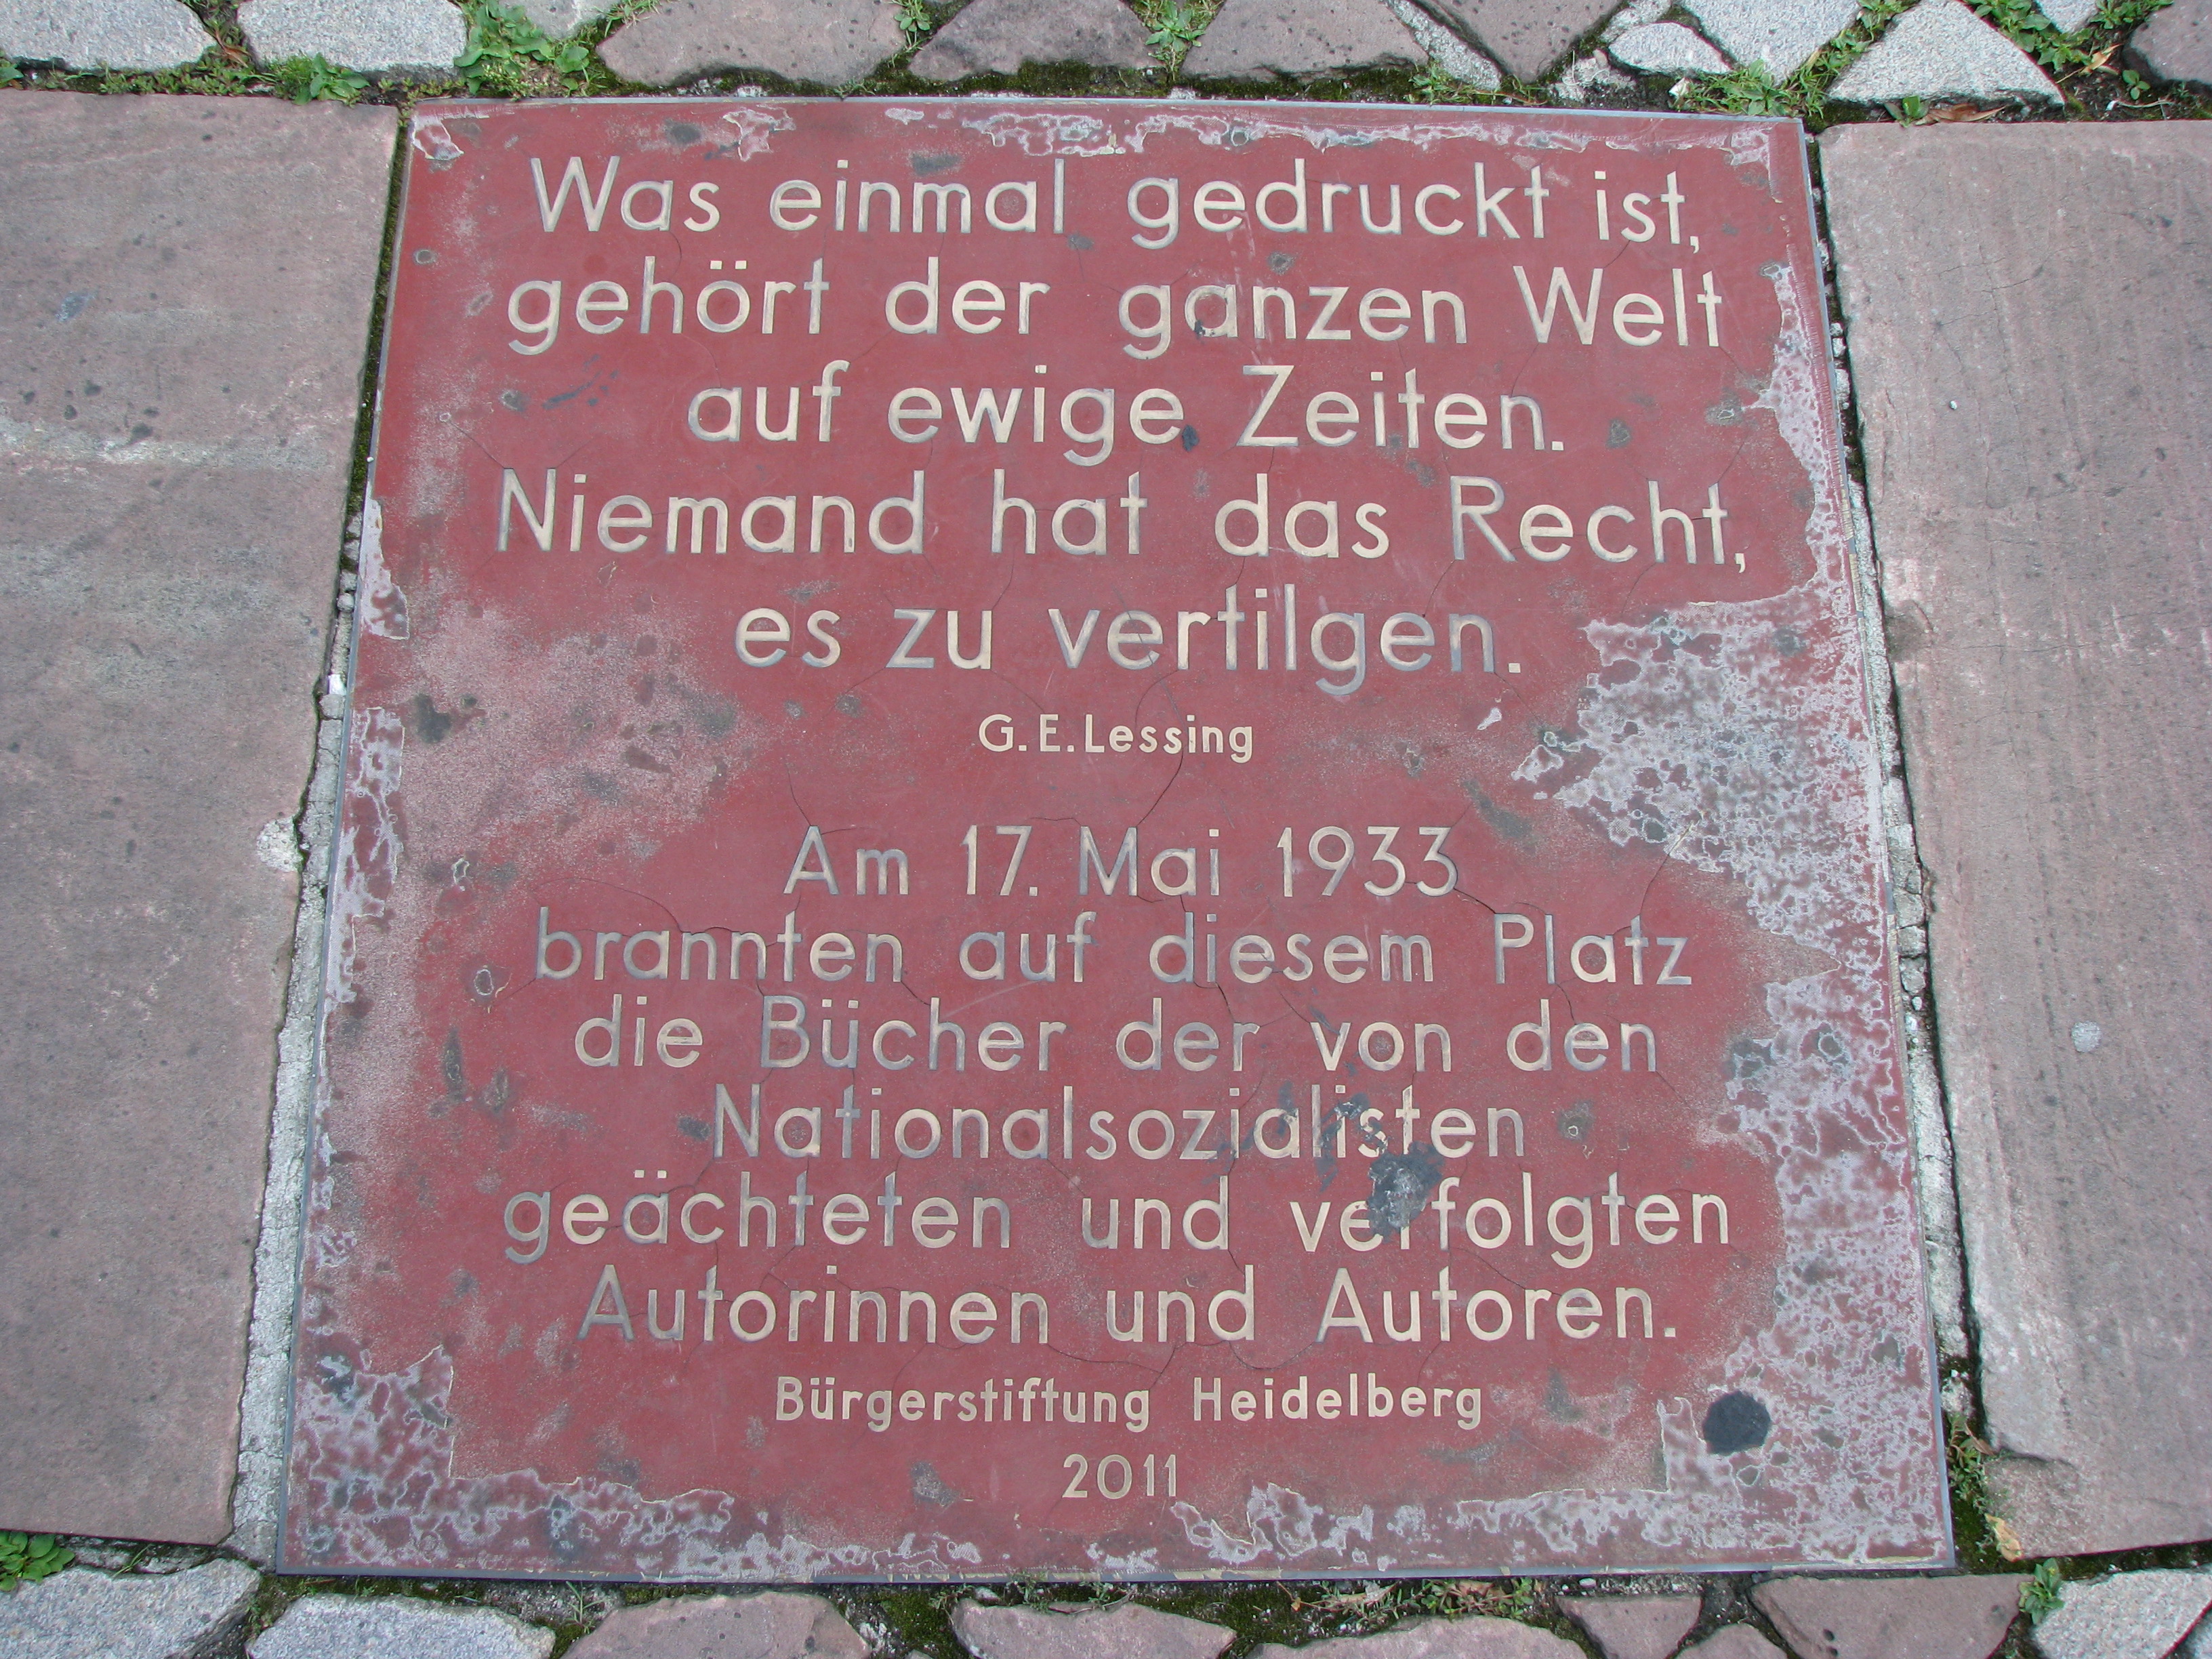 Was einmal gedruckt ist,
gehört der ganzen Welt
auf ewige Zeiten.
Niemand hat das Recht,
es zu vertilgen.
G.E.Lessing
Am 17. Mai 1933
brannten auf diesem Platz
die Bücher der von den
Nationalsozialisten
geächteten und verfolgten
Autorinnen und Autoren.
Bürgerstiftung Heidelberg
2011